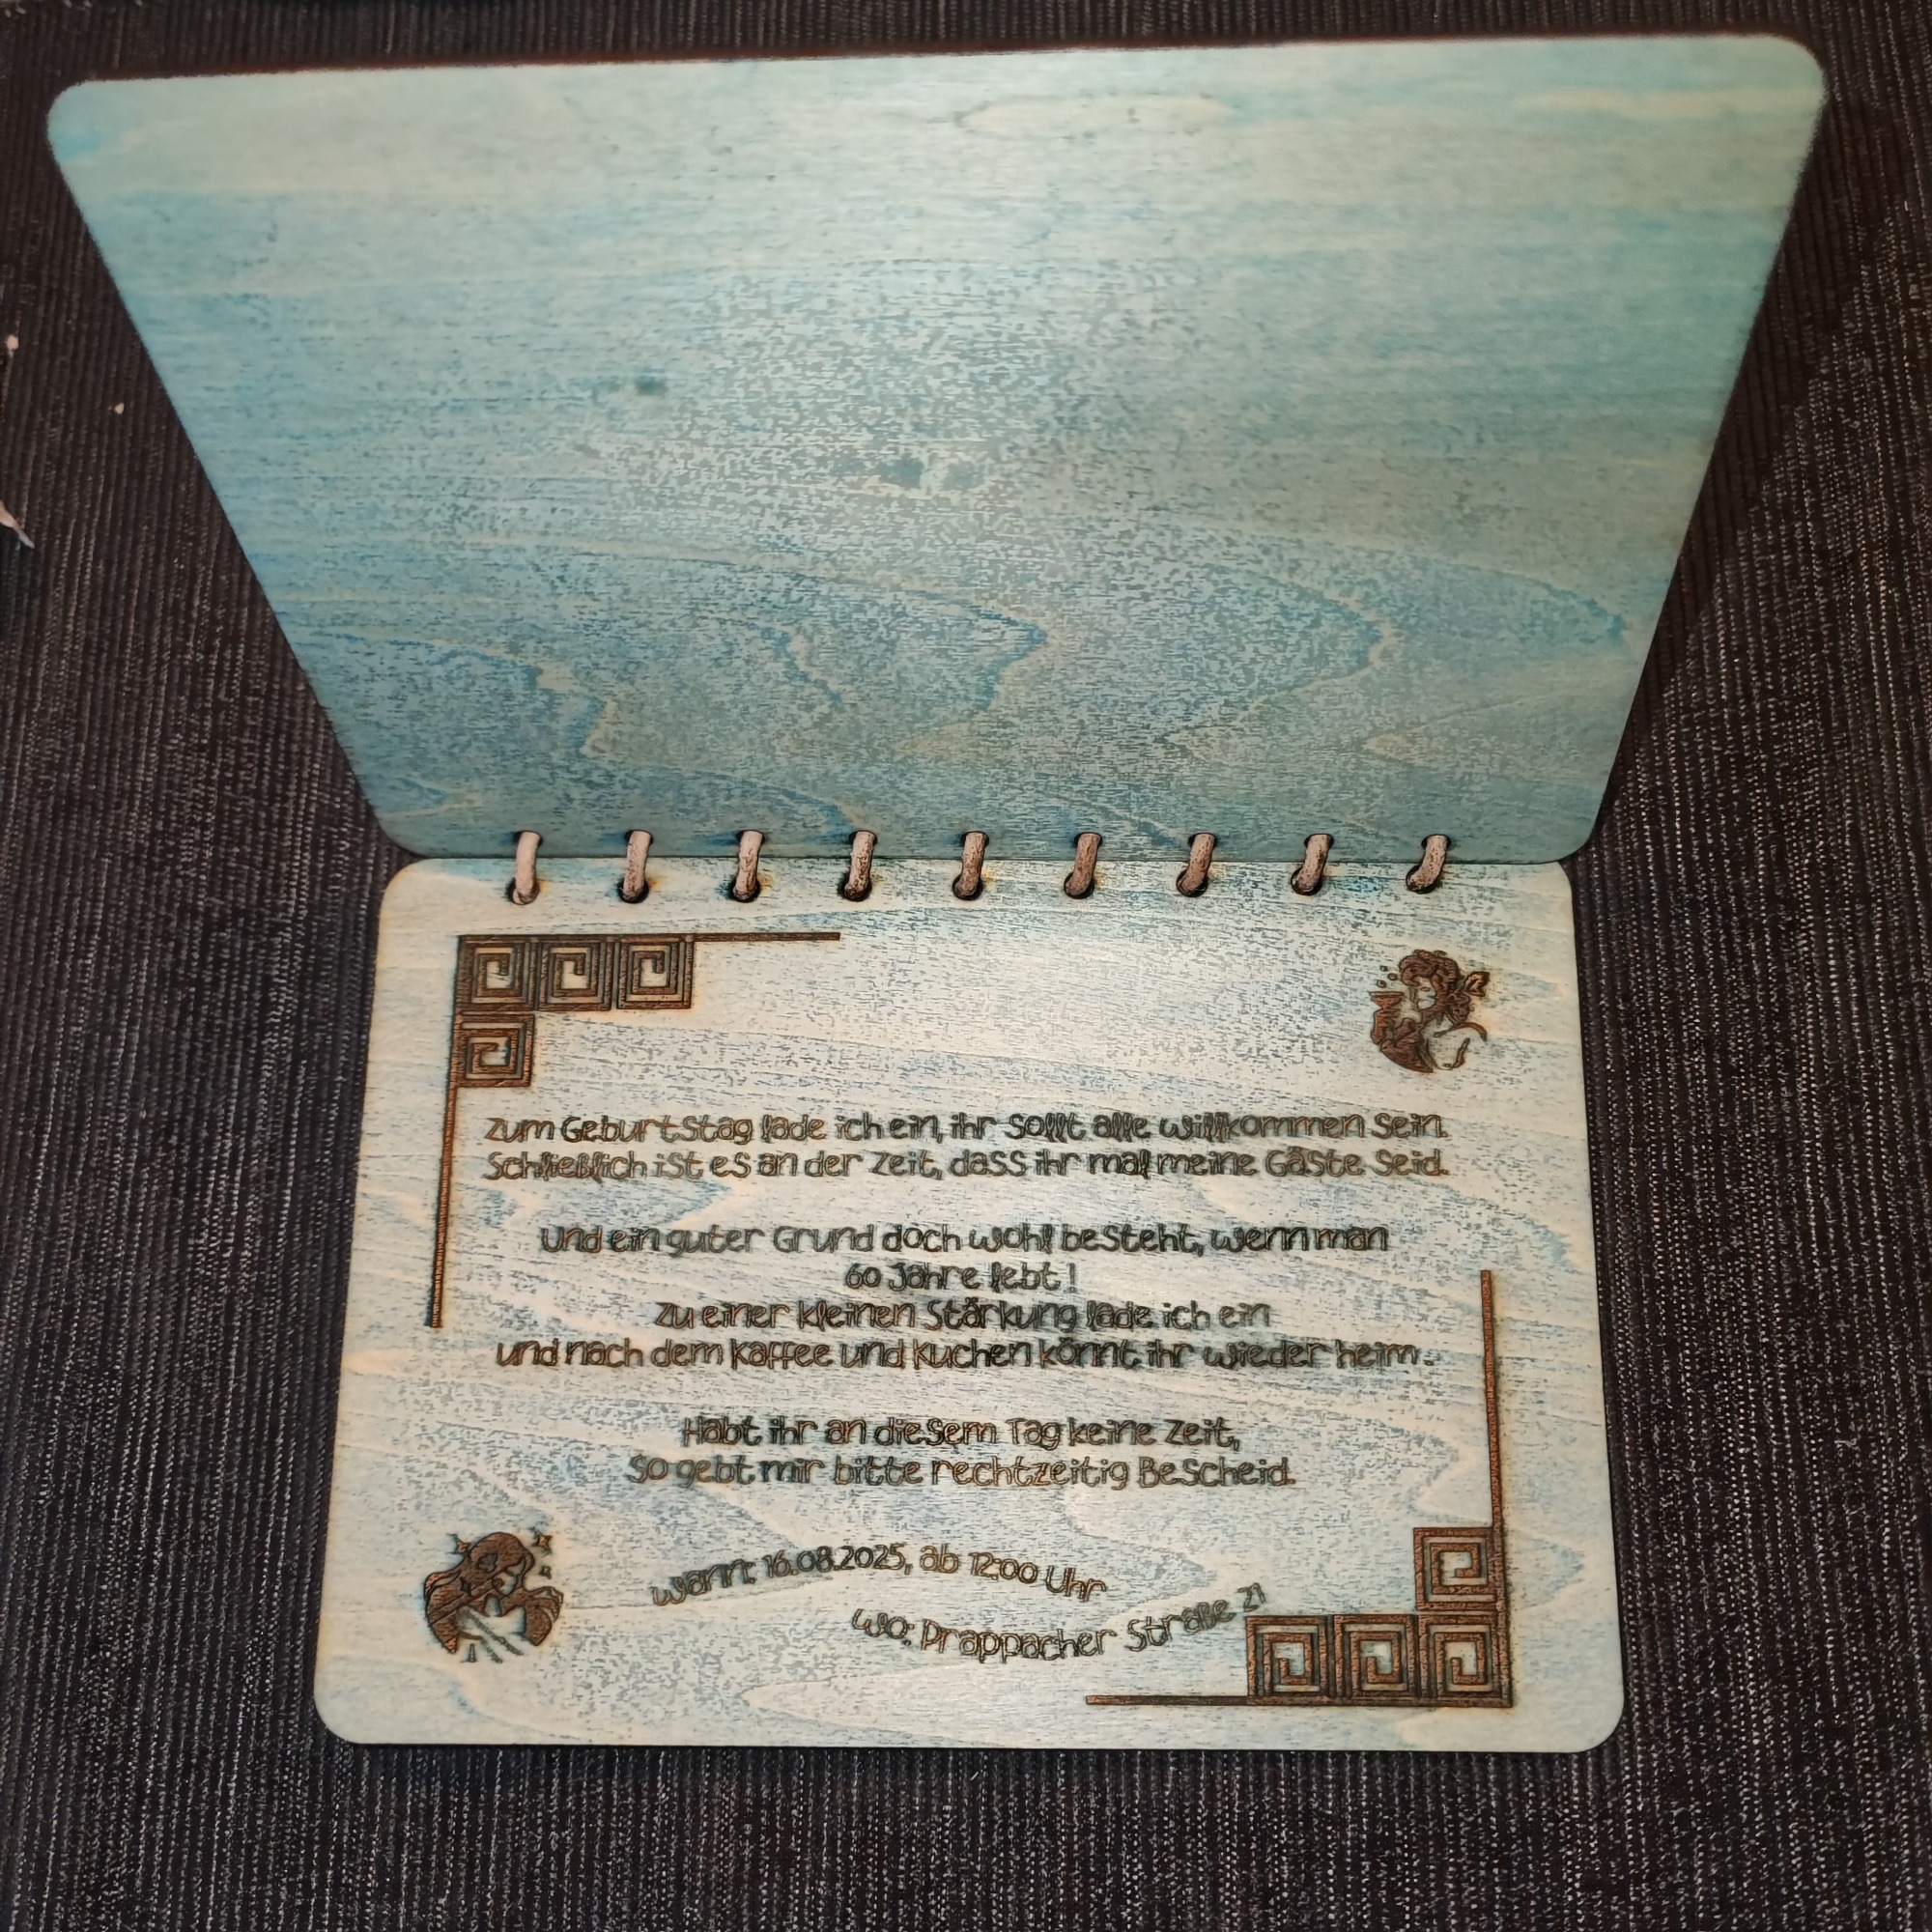 Zum Geburtstag lade ich ein, ihr sollt alle willkommen sein.
Schließlich ist es an der Zeit, dass ihr mal meine Gäste seid.
Und ein guter Grund doch wohl besteht, wenn man
60 Jahre lebt!
Zu einer kleinen Stärkung lade ich ein
und nach dem Kaffee und Kuchen könnt ihr wieder heim.
Habt ihr an diesem Tag keine Zeit,
so gebt mir bitte rechtzeitig Bescheid.
Wann: 16.08.2025, ab 12:00 Uhr
Wo: Prappacher Straße 21